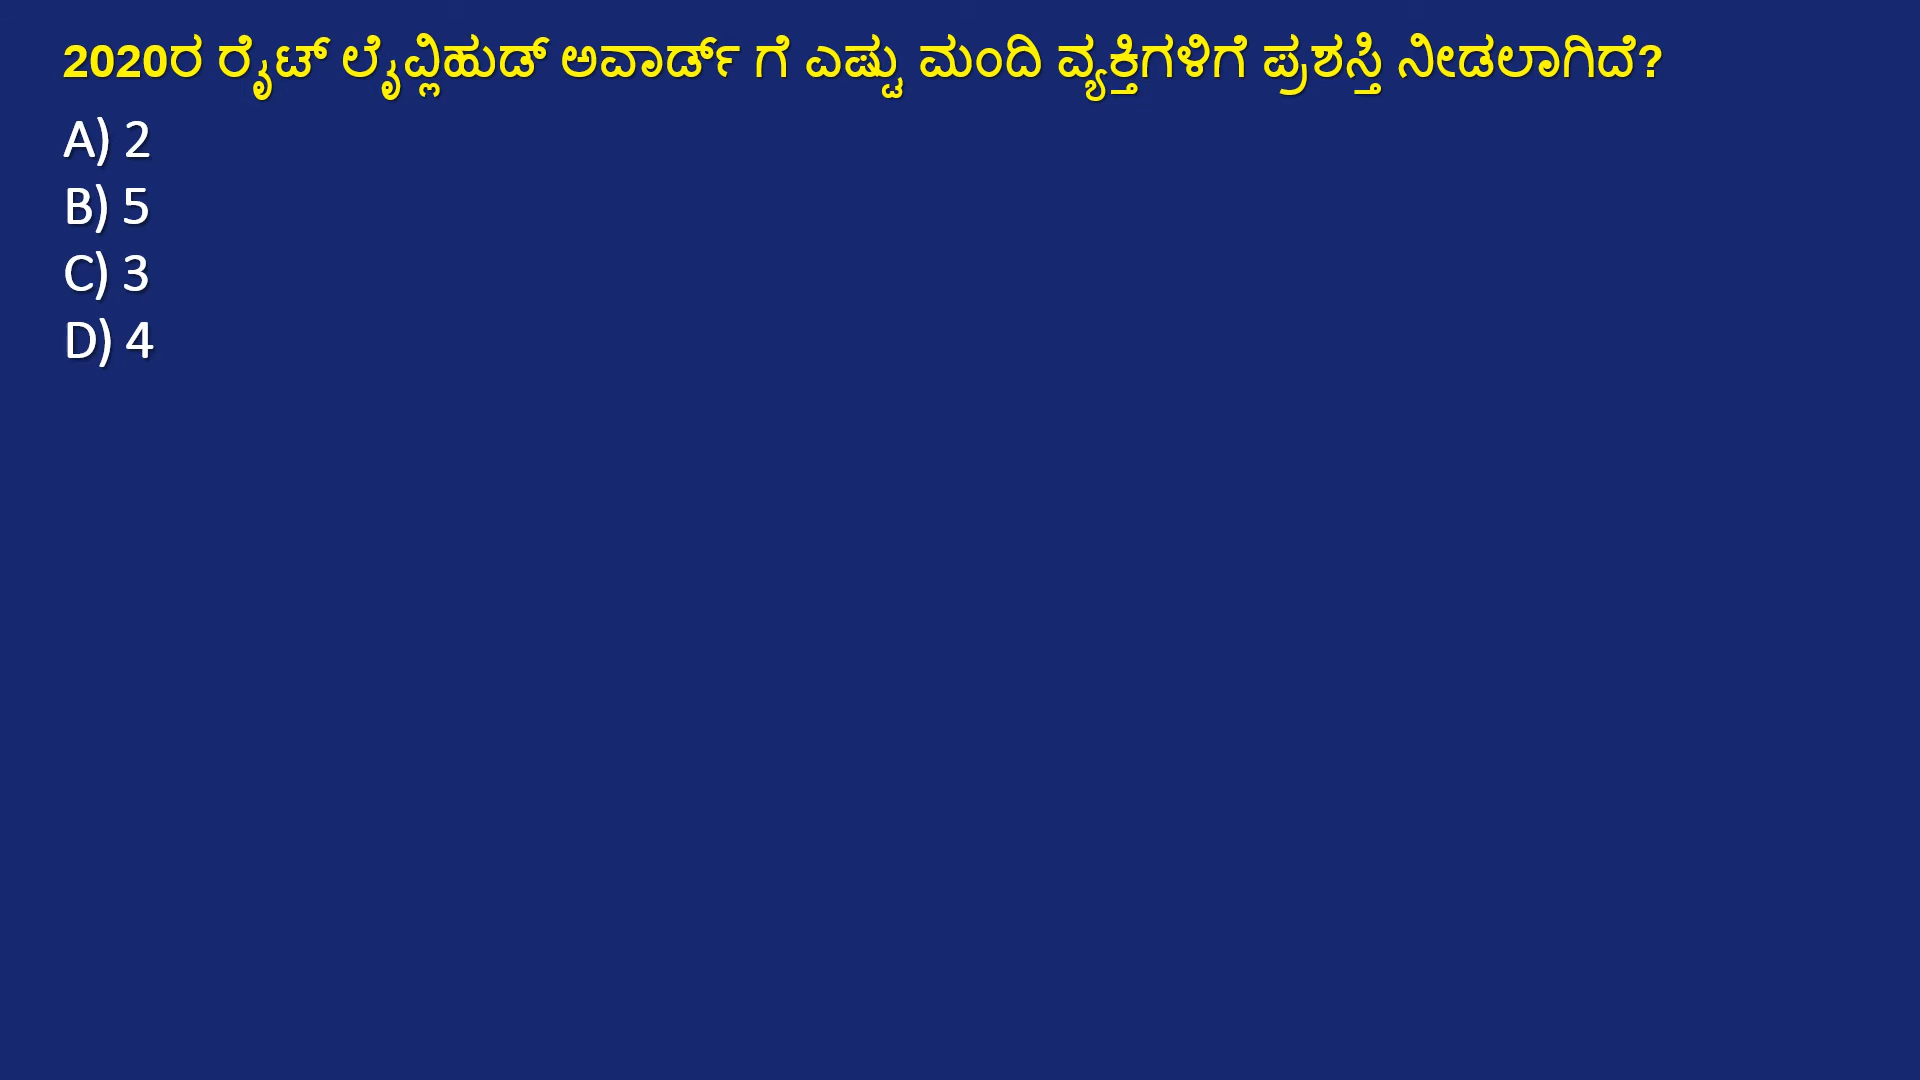 2020ರ ರೈಟ್ ಲೈವ್ಲಿಹುಡ್ ಅವಾರ್ಡ್ ಗೆ ಎಷ್ಟು ಮಂದಿ ವ್ಯಕ್ತಿಗಳಿಗೆ ಪ್ರಶಸ್ತಿ ನೀಡಲಾಗಿದೆ?
A) 2
B) 5
C) 3
D) 4